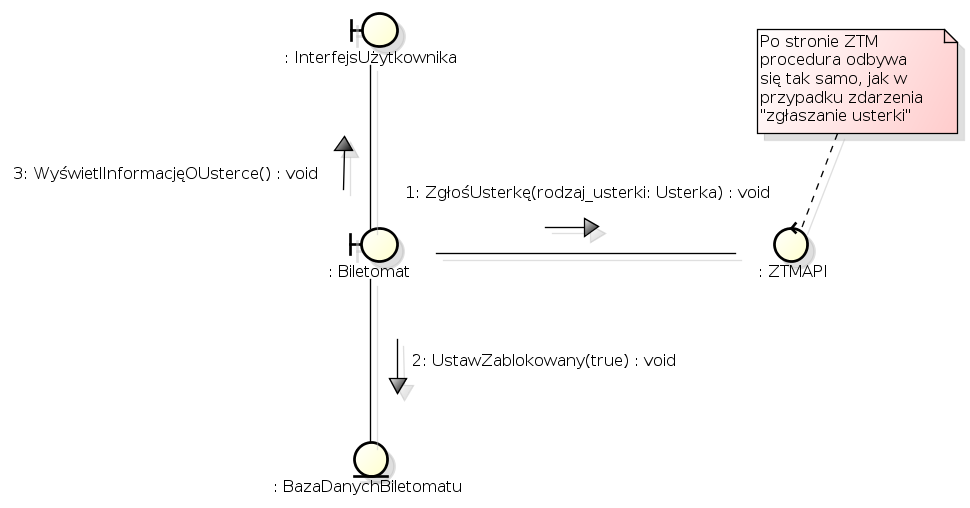 : InterfejsUżytkownika
Po stronie ZTM
procedura odbywa
się tak samo, jak w
przypadku zdarzenia
"zgłaszanie usterki"
3: WyświetlInformacjęOUsterce() : void
1: ZgłośUsterkę(rodzaj_usterki: Usterka) : void
: Biletomat
: ZTMAPI
2: UstawZablokowany(true) : void
: BazaDanychBiletomatu